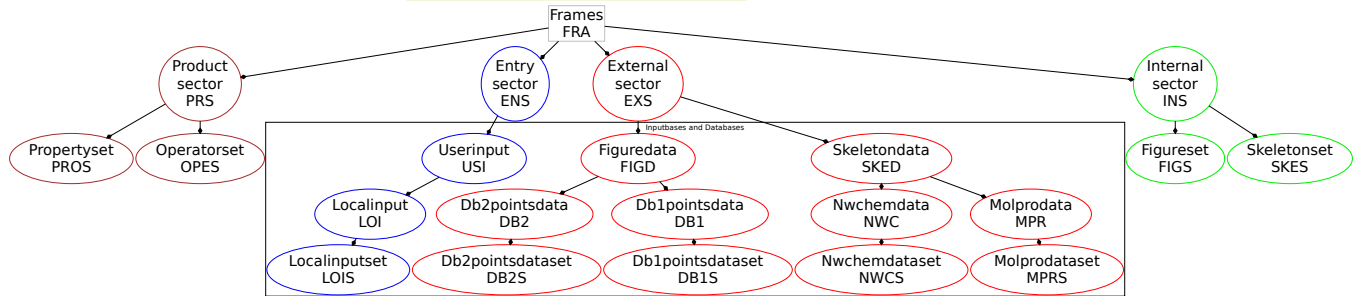 Frames
FRA
Product
sector
PRS
Entry
sector
ENS
External
sector
EXS
Internal
sector
INS
Inputbases and Databases
Propertyset
PROS
Operatorset
OPES
Userinput
USI
Figuredata
FIGD
Skeletondata
SKED
Figureset
FIGS
Skeletonset
SKES
Localinput
LOI
Db2pointsdata
DB2
Db1pointsdata
DB1
Nwchemdata
NWC
Molprodata
MPR
Localinputset
LOIS
Db2pointsdataset
DB2S
Db1pointsdataset
DB1S
Nwchemdataset
NWCS
Molprodataset
MPRS